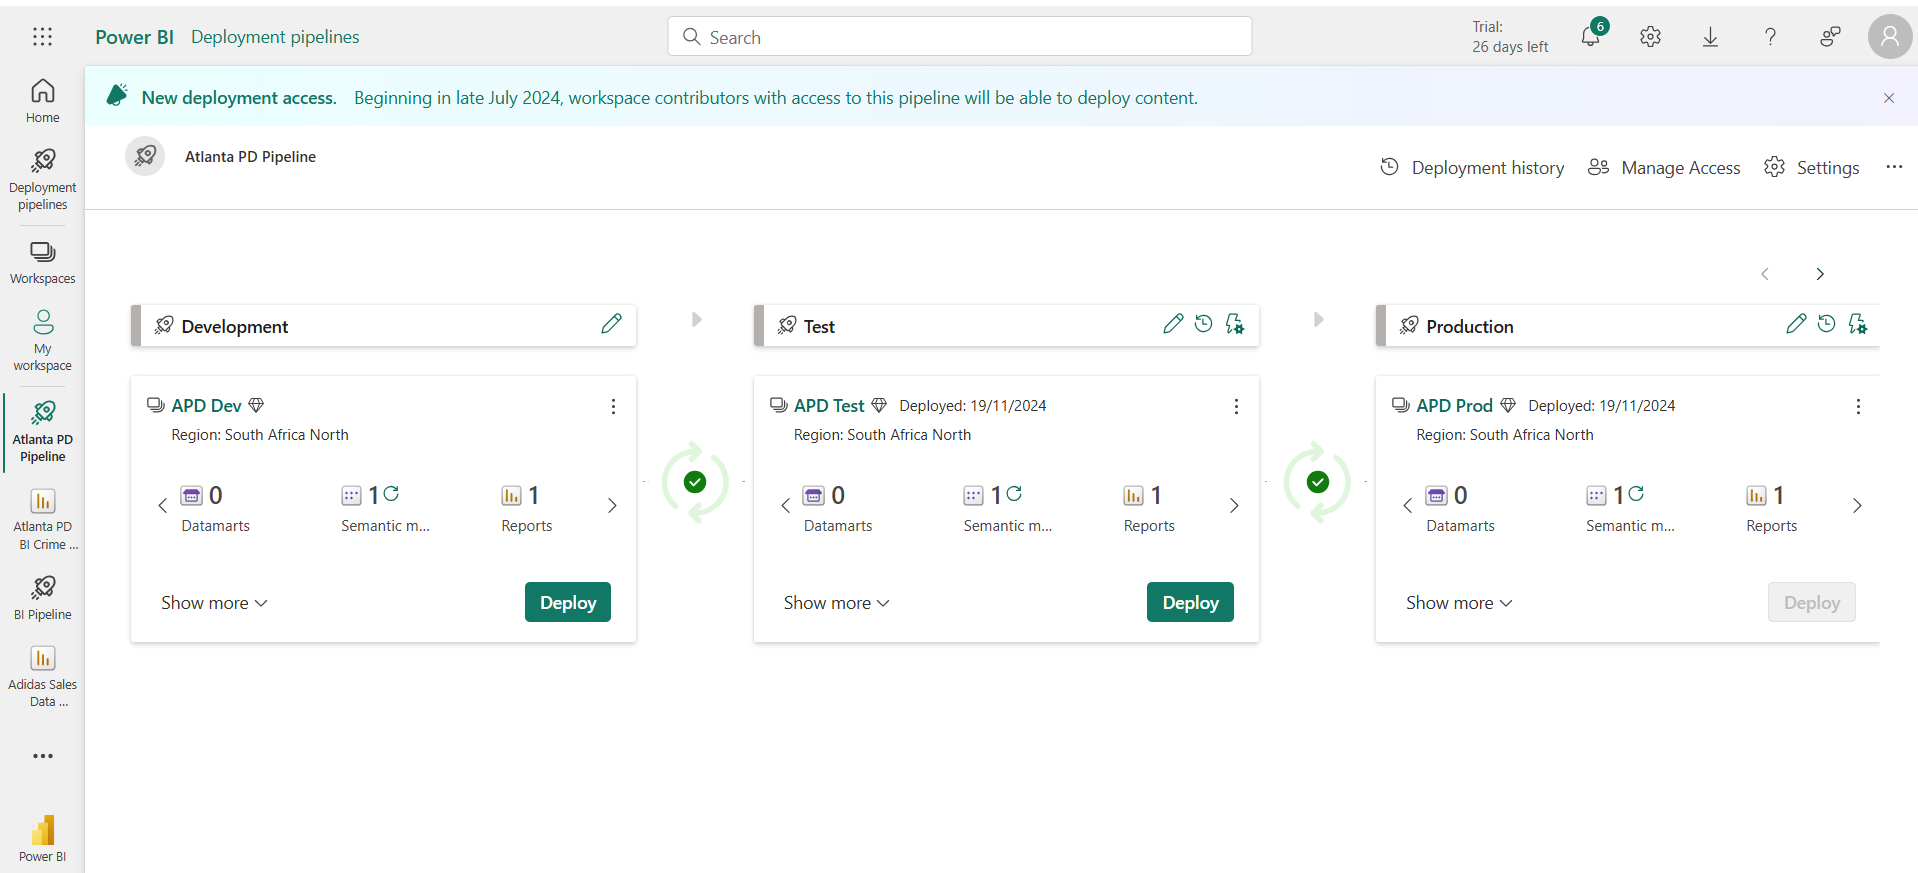 Power BI Deployment pipelines
Search
Trial:
26 days left
6
Home
Deployment
pipelines
Workspaces
My
workspace
Atlanta PD
Pipeline
Atlanta PD
BI Crime ...
BI Pipeline
Adidas Sales
Data ...
Power BI
New deployment access. Beginning in late July 2024, workspace contributors with access to this pipeline will be able to deploy content.
Atlanta PD Pipeline
Deployment history Manage Access Settings
Development
APD Dev
Region: South Africa North
0 1 1
Datamarts Semantic m... Reports
Show more Deploy
Test
APD Test Deployed: 19/11/2024
Region: South Africa North
0 1 1
Datamarts Semantic m... Reports
Show more Deploy
Production
APD Prod Deployed: 19/11/2024
Region: South Africa North
0 1 1
Datamarts Semantic m... Reports
Show more Deploy